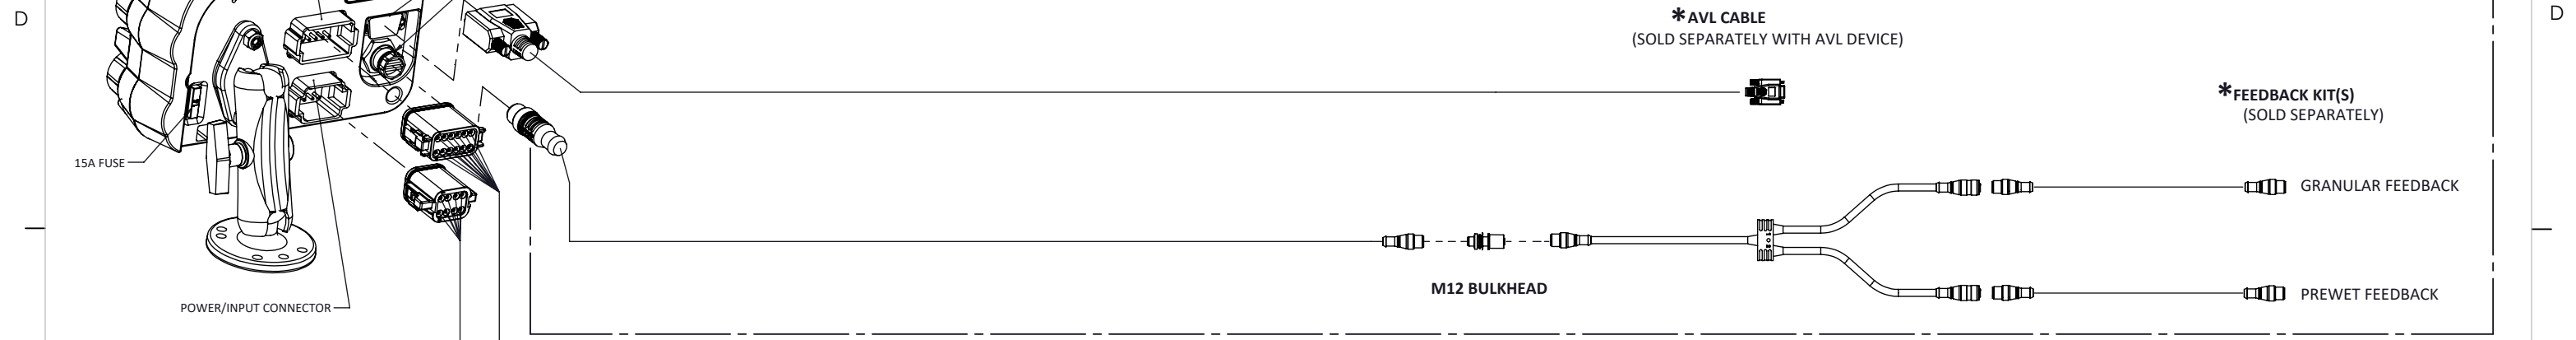 D
D
*AVL CABLE
(SOLD SEPARATELY WITH AVL DEVICE)
*FEEDBACK KIT(S)
(SOLD SEPARATELY)
15A FUSE
GRANULAR FEEDBACK
M12 BULKHEAD
POWER/INPUT CONNECTOR
PREWET FEEDBACK